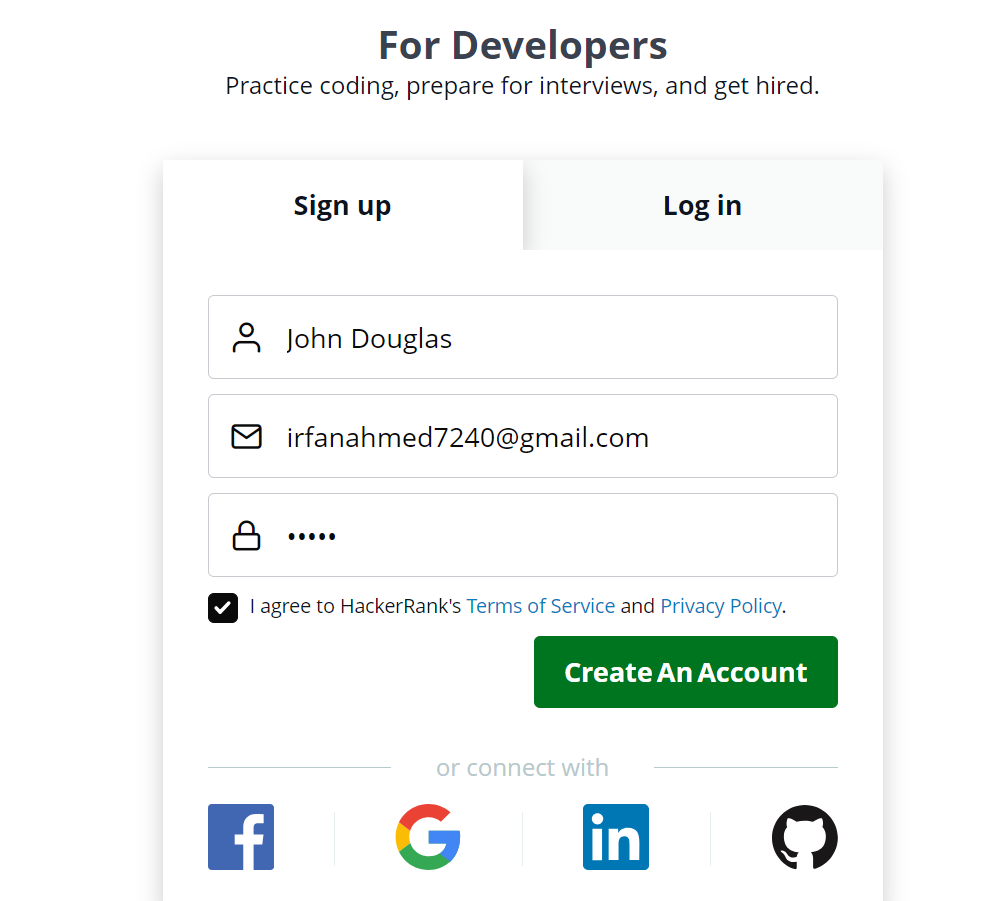 For Developers
Practice coding, prepare for interviews, and get hired.
Sign up
Log in
John Douglas
irfanahmed7240@gmail.com
•••••
I agree to HackerRank's Terms of Service and Privacy Policy.
Create An Account
or connect with